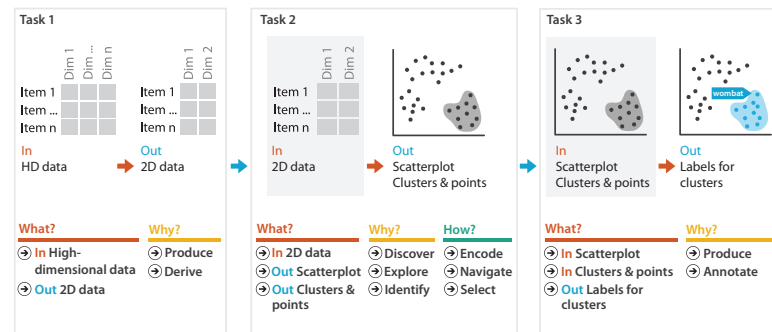 Task 1
Dim 1
Dim ...
Dim n
Item 1
Item ...
Item n
In
HD data
Dim 1
Dim 2
Item 1
Item ...
Item n
Out
2D data
What?
In High-
dimensional data
Out 2D data
Why?
Produce
Derive
Task 2
Dim 1
Dim 2
Item 1
Item ...
Item n
In
2D data
Out
Scatterplot
Clusters & points
What?
In 2D data
Out Scatterplot
Out Clusters &
points
Why?
Discover
Explore
Identify
How?
Encode
Navigate
Select
Task 3
In
Scatterplot
Clusters & points
wombat
Out
Labels for
clusters
What?
In Scatterplot
In Clusters & points
Out Labels for
clusters
Why?
Produce
Annotate